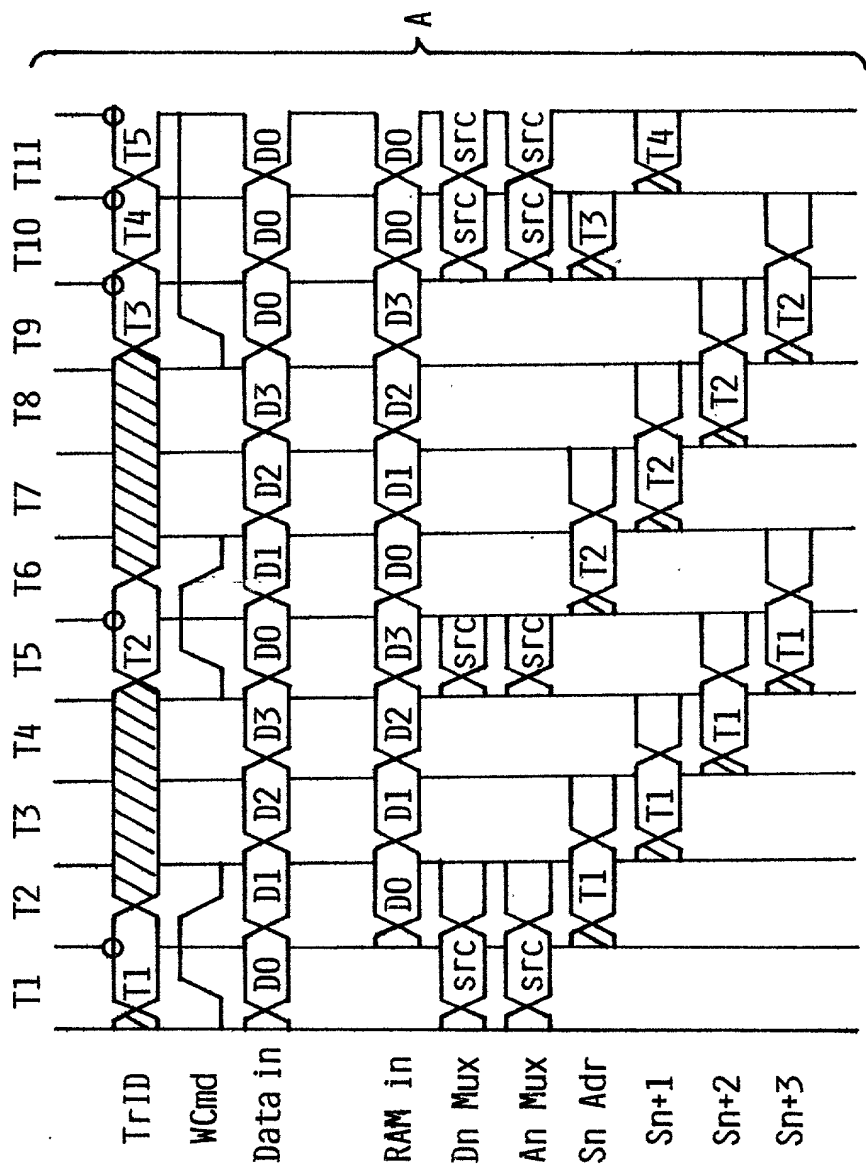 T1 T2 T3 T4 T5 T6 T7 T8 T9 T10 T11
TrID T1 T2 T3 T4 T5
WCmd
Data in D0 D1 D2 D3 D0 D1 D2 D3 D0 D0 D0
RAM in D0 D1 D2 D3 D0 D1 D2 D3 D0 D0
Dn Mux src src src src
An Mux src src src src
Sn Adr T1 T2 T3
Sn+1 T1 T2 T4
Sn+2 T1 T2
Sn+3 T1 T2
A